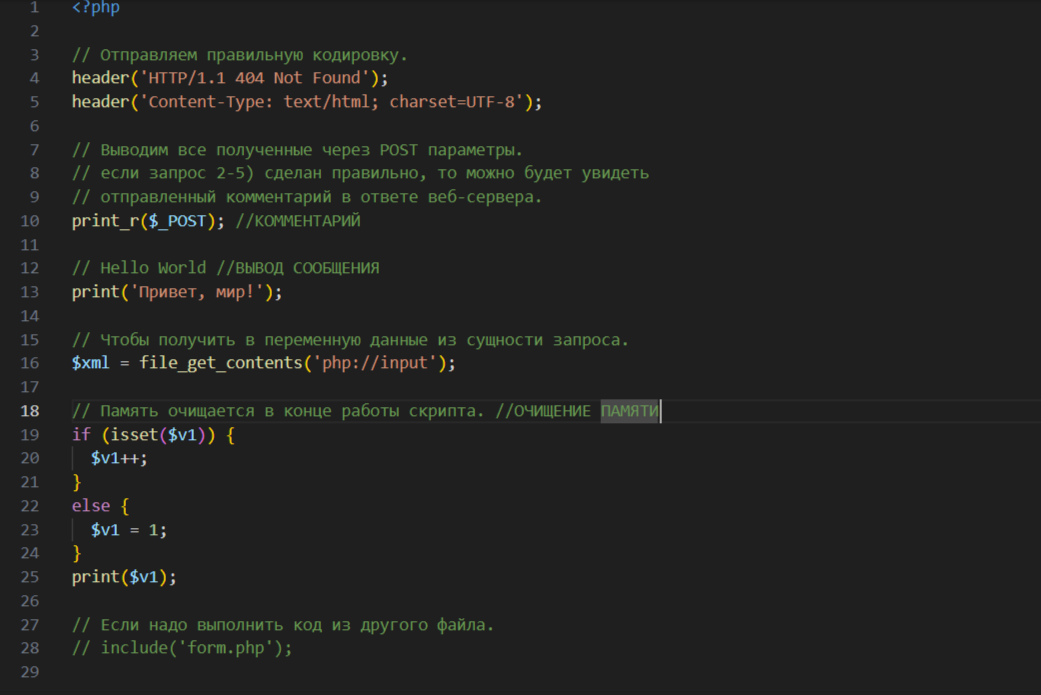 1 <?php
2
3 // Отправляем правильную кодировку.
4 header('HTTP/1.1 404 Not Found');
5 header('Content-Type: text/html; charset=UTF-8');
6
7 // Выводим все полученные через POST параметры.
8 // если запрос 2-5) сделан правильно, то можно будет увидеть
9 // отправленный комментарий в ответе веб-сервера.
10 print_r($_POST); //КОММЕНТАРИЙ
11
12 // Hello World //ВЫВОД СООБЩЕНИЯ
13 print('Привет, мир!');
14
15 // Чтобы получить в переменную данные из сущности запроса.
16 $xml = file_get_contents('php://input');
17
18 // Память очищается в конце работы скрипта. //ОЧИЩЕНИЕ ПАМЯТИ
19 if (isset($v1)) {
20   $v1++;
21 }
22 else {
23   $v1 = 1;
24 }
25 print($v1);
26
27 // Если надо выполнить код из другого файла.
28 // include('form.php');
29